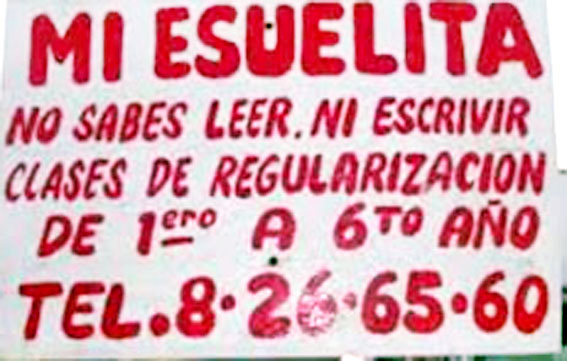 MI ESUELITA
NO SABES LEER. NI ESCRIVIR
CLASES DE REGULARIZACION
DE 1ero A 6TO AÑO
TEL. 8·26·65·60